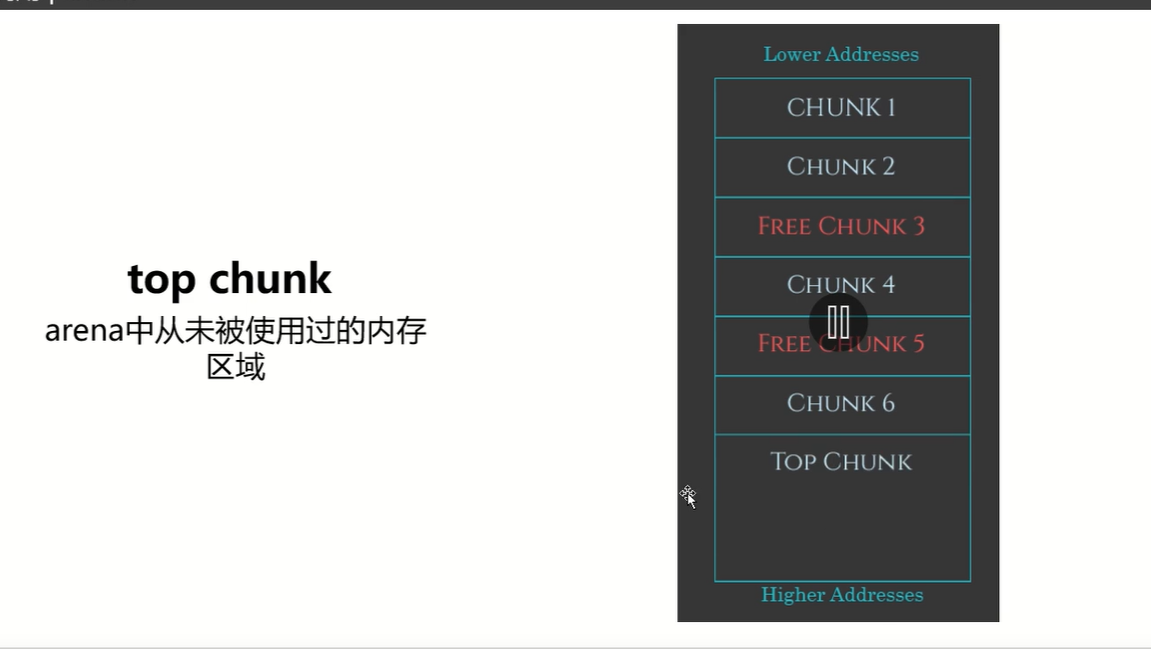 top chunk
arena中从未被使用过的内存
区域
Lower Addresses
CHUNK 1
CHUNK 2
FREE CHUNK 3
CHUNK 4
FREE CHUNK 5
CHUNK 6
TOP CHUNK
Higher Addresses